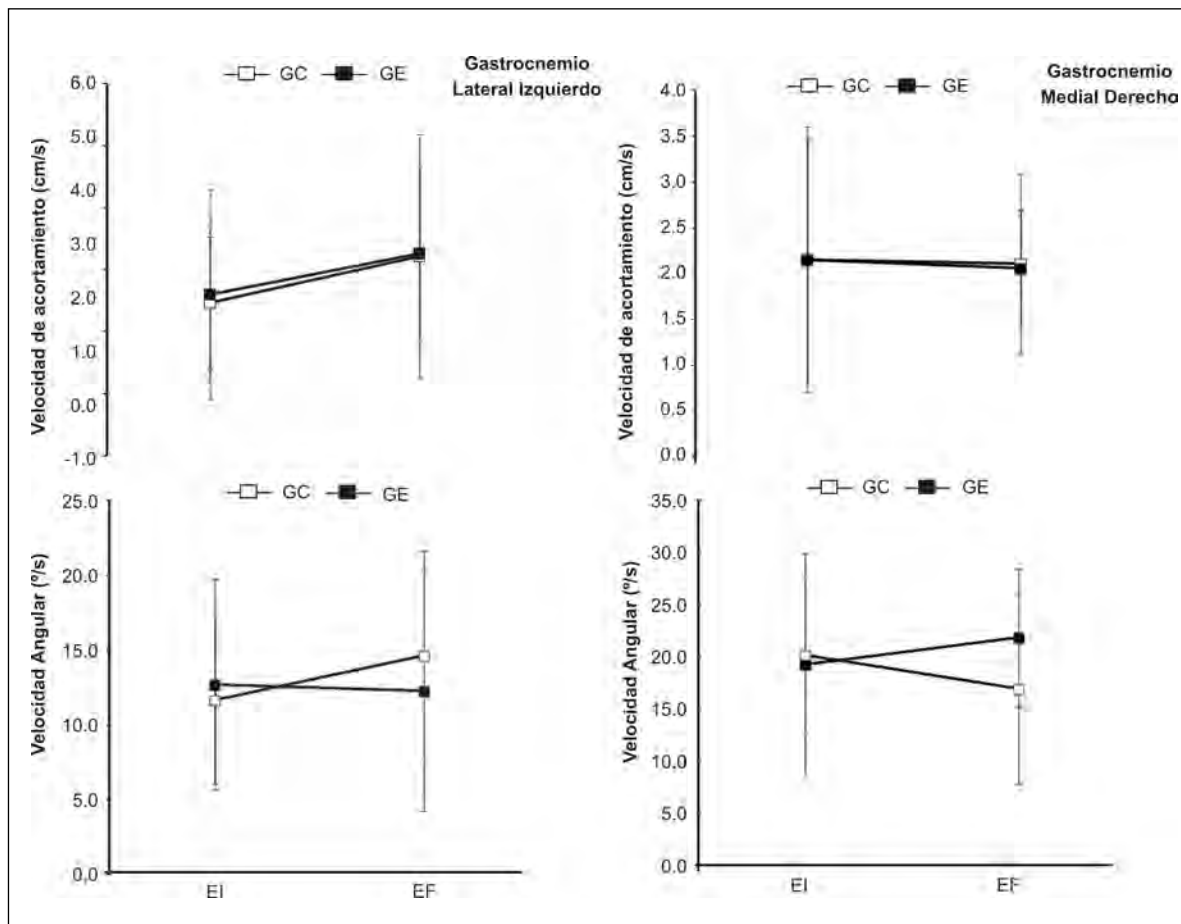 GC GE
Gastrocnemio
Lateral Izquierdo
Velocidad de acortamiento (cm/s)
6.0
5.0
4.0
3.0
2.0
1.0
0.0
-1.0
GC GE
Gastrocnemio
Medial Derecho
Velocidad de acortamiento (cm/s)
4.0
3.5
3.0
2.5
2.0
1.5
1.0
0.5
0.0
GC GE
Velocidad Angular (º/s)
25.0
20.0
15.0
10.0
5.0
0.0
EI EF
GC GE
Velocidad Angular (º/s)
35.0
30.0
25.0
20.0
15.0
10.0
5.0
0.0
EI EF